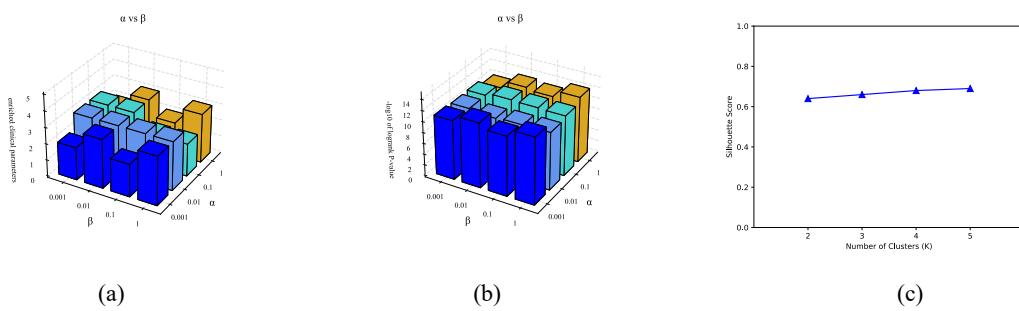 α vs β
enriched clinical parameters
5
4
3
2
1
0
0.001
0.01
0.1
1
β
0.001
0.01
0.1
1
α
(a)
α vs β
-log10 of logrank P-value
14
12
10
8
6
4
2
0
0.001
0.01
0.1
1
β
0.001
0.01
0.1
1
α
(b)
Silhouette Score
1.0
0.8
0.6
0.4
0.2
0.0
2 3 4 5
Number of Clusters (K)
(c)